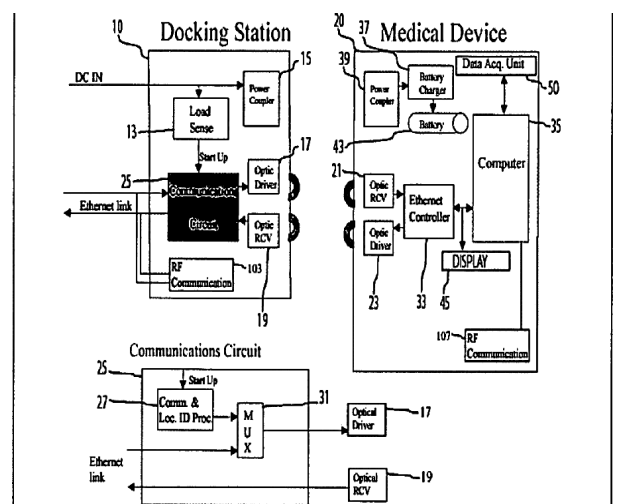 Docking Station
Medical Device
10
15
20
37
39
DC IN
Power
Coupler
Power
Coupler
Battery
Charger
Data Acq. Unit
50
Load
Sense
13
Battery
43
35
Computer
Start Up
17
25
Optic
Driver
Communications
Circuit
Ethernet link
Optic
RCV
19
21
Optic
RCV
Ethernet
Controller
Optic
Driver
23
33
DISPLAY
45
RF
Communication
103
107
RF
Communication
Communications Circuit
25
Start Up
27
Comm. &
Loc. ID Proc
31
M
U
X
Optical
Driver
17
Ethernet
link
Optical
RCV
19